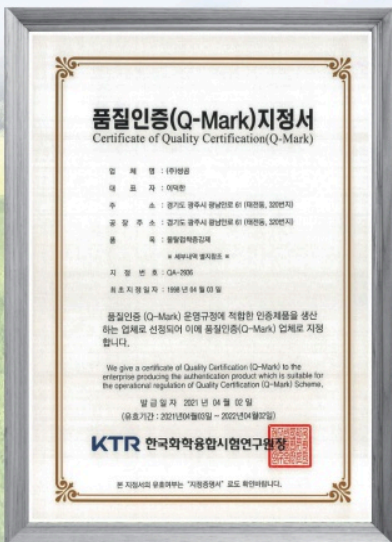 품질인증(Q-Mark)지정서
Certificate of Quality Certification(Q-Mark)
업 체 명 : (주)쌍곰
대 표 자 : 이덕한
주 소 : 경기도 광주시 광남안로 61 (태전동, 320번지)
공 장 주 소 : 경기도 광주시 광남안로 61 (태전동, 320번지)
품 목 : 몰탈접착증강제
※ 세부내역 별지참조 ※
지 정 번 호 : QA-2606
최 초 지 정 일 자 : 1998 년 04 월 03 일
품질인증 (Q-Mark) 운영규정에 적합한 인증제품을 생산
하는 업체로 선정되어 이에 품질인증(Q-Mark) 업체로 지정
합니다.
We give a certificate of Quality Certification (Q-Mark) to the
enterprise producing the authentication product which is suitable for
the operational regulation of Quality Certification (Q-Mark) Scheme.
발 급 일 자 2021 년 04 월 02 일
(유효기간 : 2021년04월03일 ~ 2022년04월02일)
KTR 한국화학융합시험연구원장
본 지정서의 유효여부는 "지정증명서" 로도 확인바랍니다.